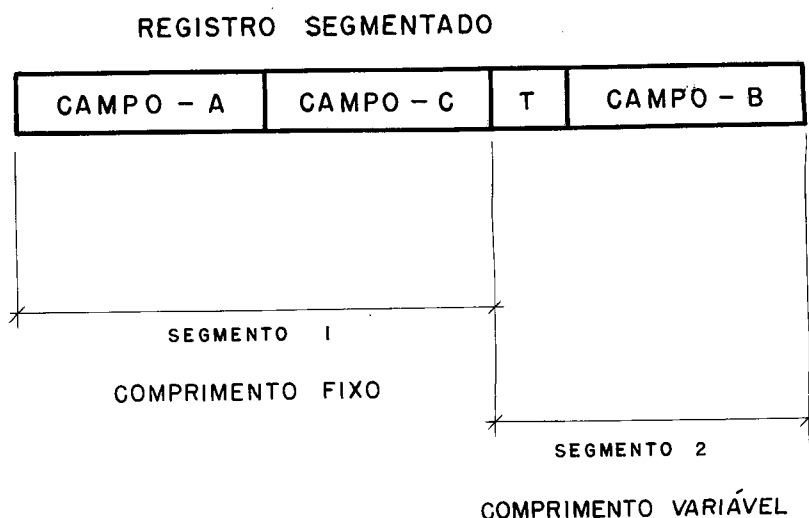 REGISTRO SEGMENTADO
CAMPO - A CAMPO - C T CAMPO - B
SEGMENTO 1
COMPRIMENTO FIXO
SEGMENTO 2
COMPRIMENTO VARIÁVEL